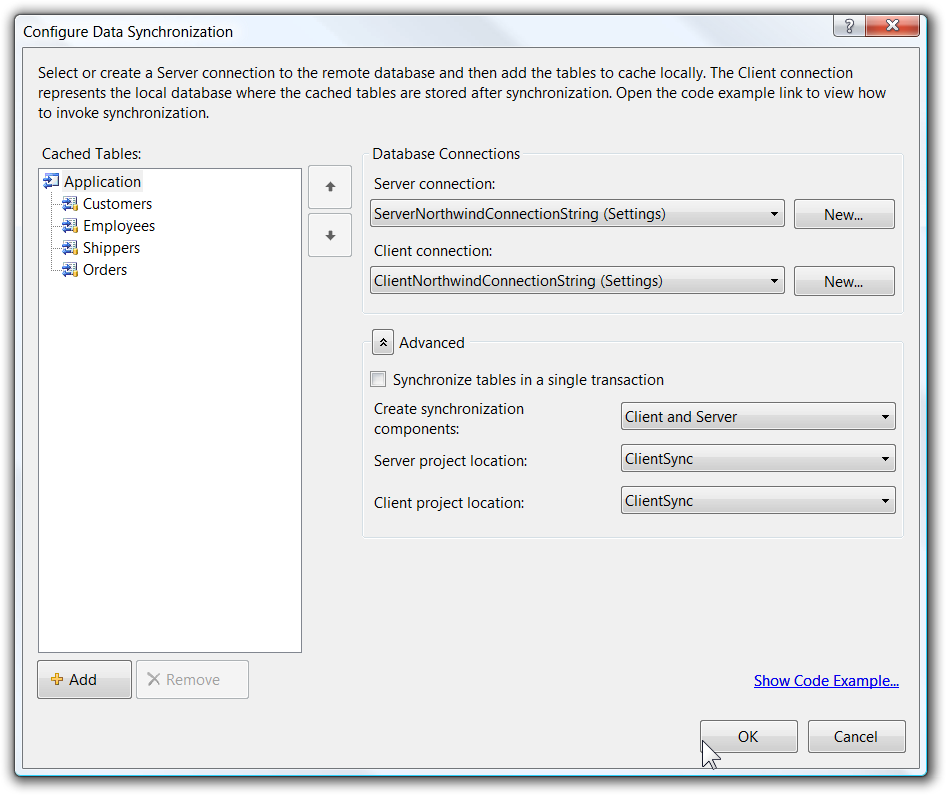 Configure Data Synchronization
?
Select or create a Server connection to the remote database and then add the tables to cache locally. The Client connection
represents the local database where the cached tables are stored after synchronization. Open the code example link to view how
to invoke synchronization.
Cached Tables:
Application
Customers
Employees
Shippers
Orders
Add
Remove
Database Connections
Server connection:
ServerNorthwindConnectionString (Settings)
New...
Client connection:
ClientNorthwindConnectionString (Settings)
New...
Advanced
Synchronize tables in a single transaction
Create synchronization
components:
Client and Server
Server project location:
ClientSync
Client project location:
ClientSync
Show Code Example...
OK
Cancel